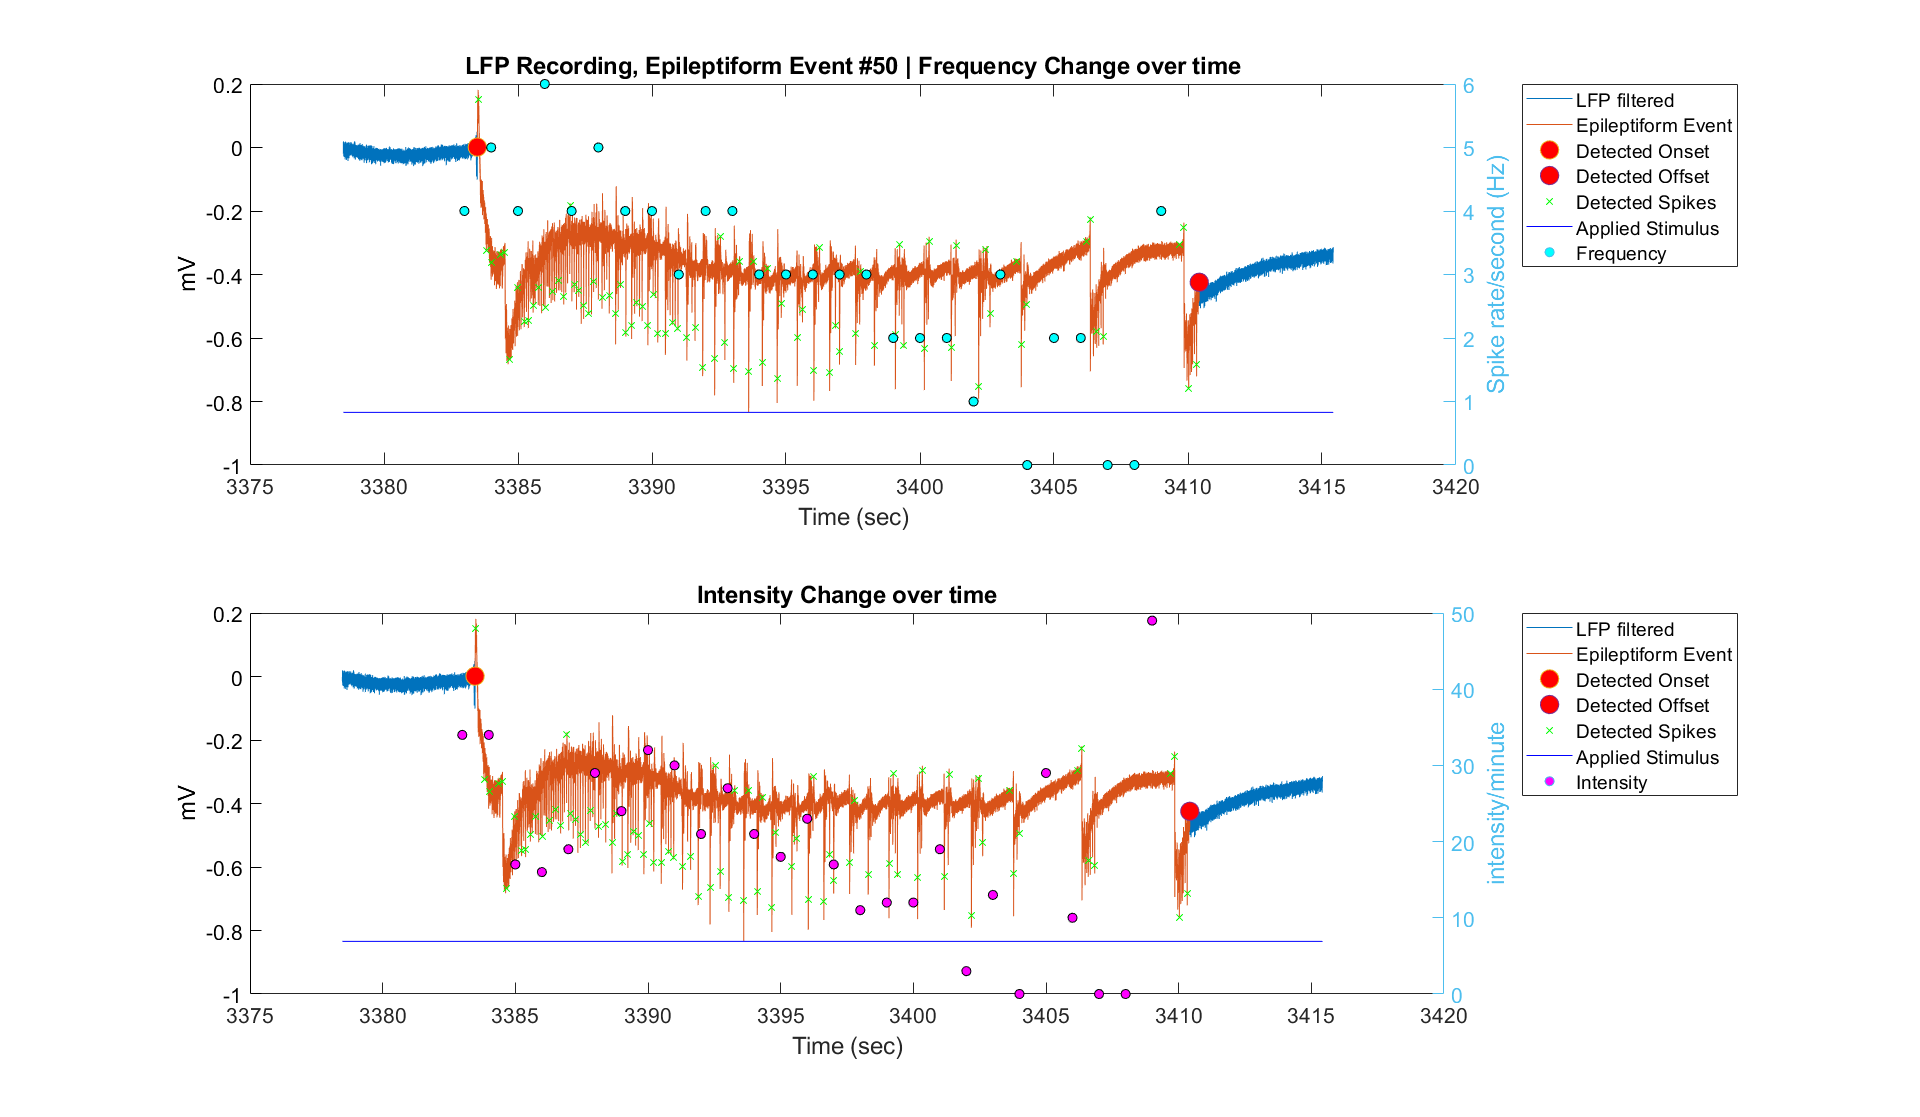 LFP Recording, Epileptiform Event #50 | Frequency Change over time
0.2
0
-0.2
-0.4
-0.6
-0.8
-1
mV
6
5
4
3
2
1
0
Spike rate/second (Hz)
3375 3380 3385 3390 3395 3400 3405 3410 3415 3420
Time (sec)
LFP filtered
Epileptiform Event
Detected Onset
Detected Offset
Detected Spikes
Applied Stimulus
Frequency
Intensity Change over time
0.2
0
-0.2
-0.4
-0.6
-0.8
-1
mV
50
40
30
20
10
0
intensity/minute
3375 3380 3385 3390 3395 3400 3405 3410 3415 3420
Time (sec)
LFP filtered
Epileptiform Event
Detected Onset
Detected Offset
Detected Spikes
Applied Stimulus
Intensity